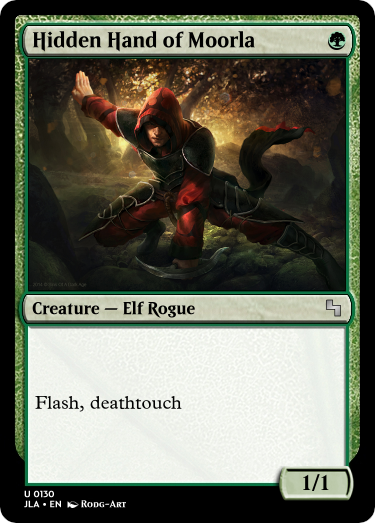 Hidden Hand of Moorla
Creature — Elf Rogue
Flash, deathtouch
1/1
U 0130
JLA • EN Rodg-Art